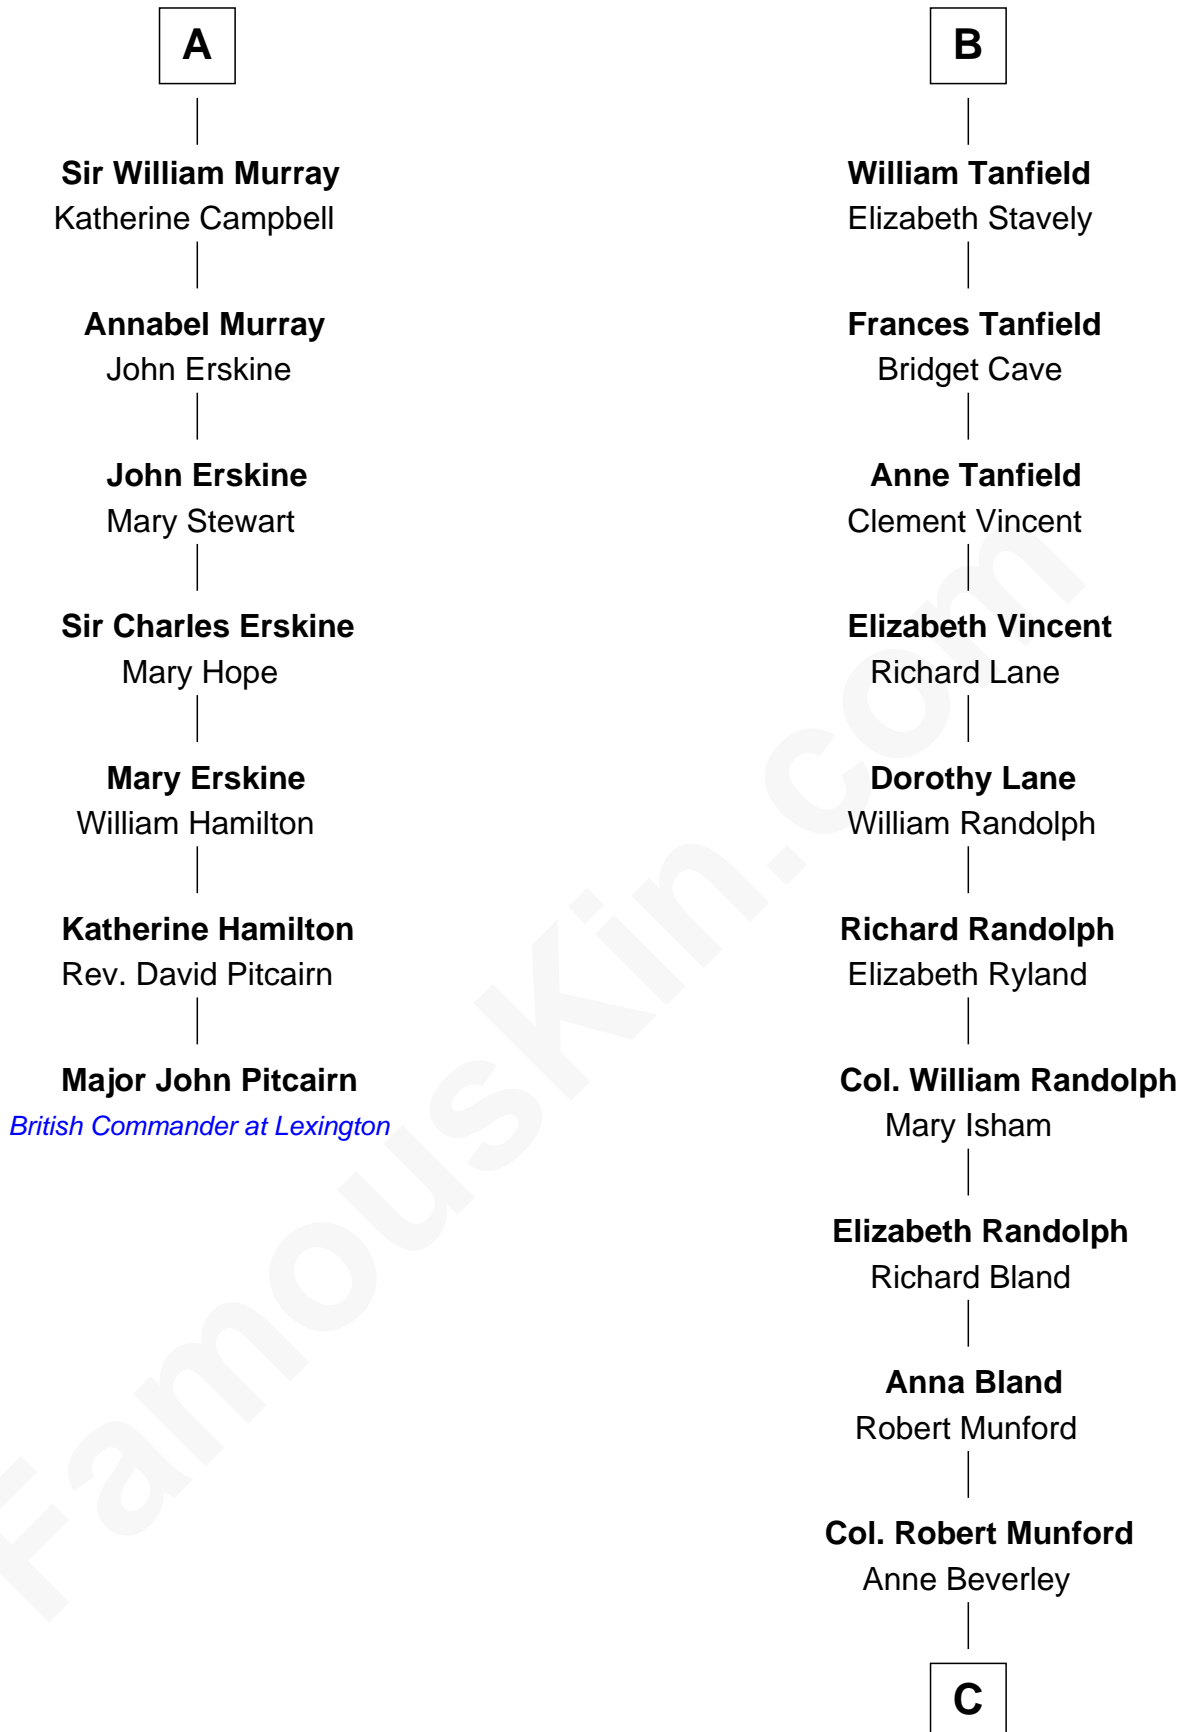 A
Sir William Murray
Katherine Campbell
Annabel Murray
John Erskine
John Erskine
Mary Stewart
Sir Charles Erskine
Mary Hope
Mary Erskine
William Hamilton
Katherine Hamilton
Rev. David Pitcairn
Major John Pitcairn
British Commander at Lexington
B
William Tanfield
Elizabeth Stavely
Frances Tanfield
Bridget Cave
Anne Tanfield
Clement Vincent
Elizabeth Vincent
Richard Lane
Dorothy Lane
William Randolph
Richard Randolph
Elizabeth Ryland
Col. William Randolph
Mary Isham
Elizabeth Randolph
Richard Bland
Anna Bland
Robert Munford
Col. Robert Munford
Anne Beverley
C
FamousKin.com